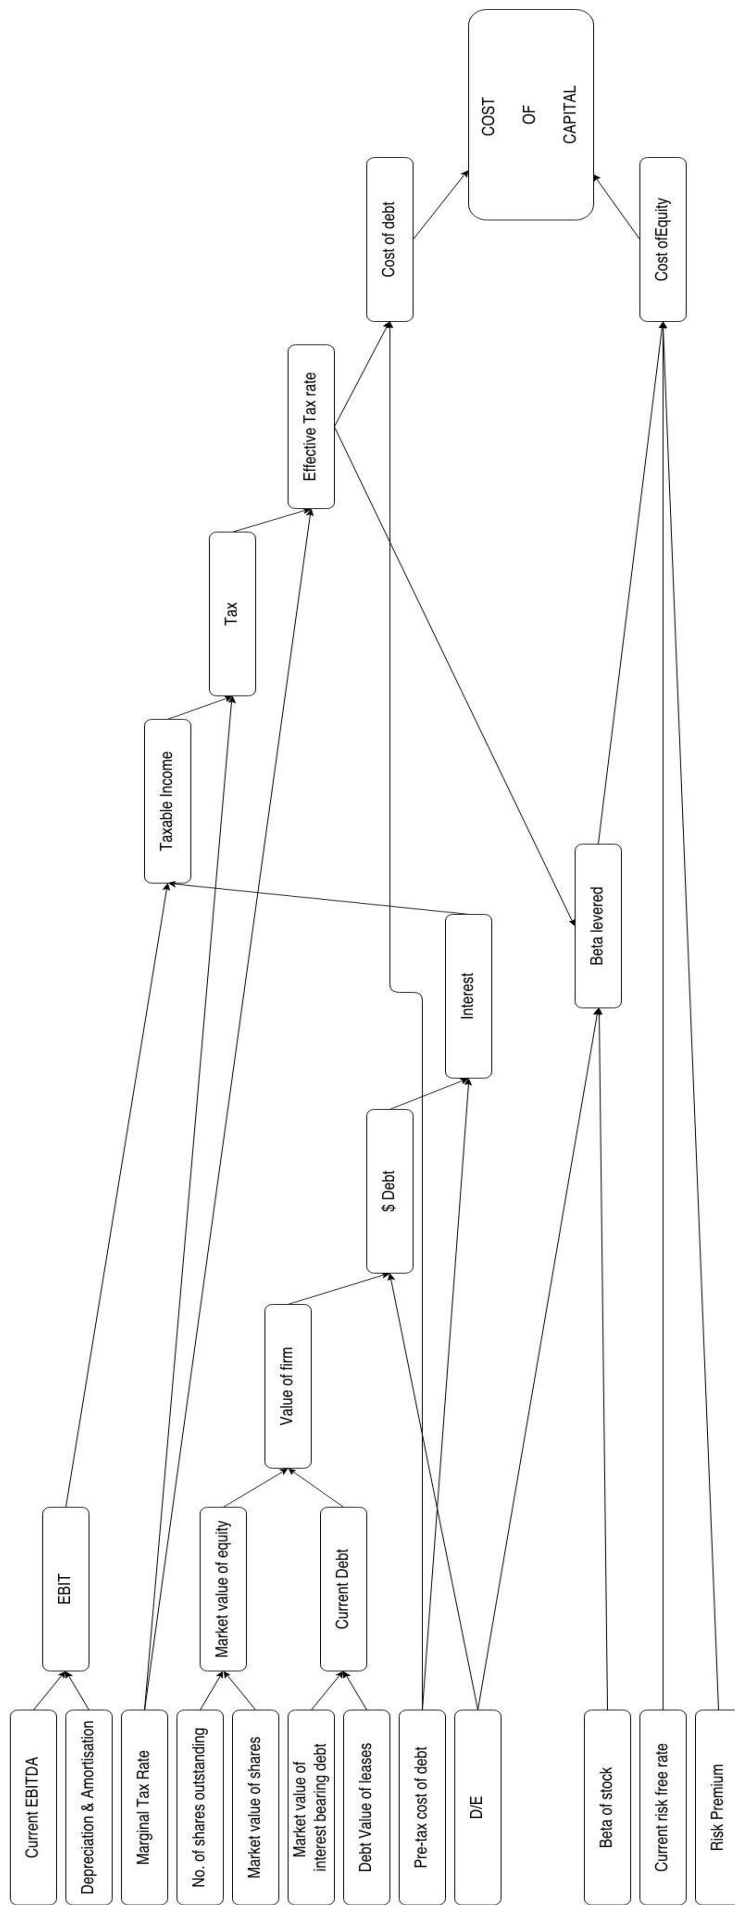 Current EBITDA
Depreciation & Amortisation
Marginal Tax Rate
No. of shares outstanding
Market value of shares
Market value of
interest bearing debt
Debt Value of leases
Pre-tax cost of debt
D/E
Beta of stock
Current risk free rate
Risk Premium
EBIT
Market value of equity
Current Debt
Value of firm
$ Debt
Interest
Beta levered
Taxable Income
Tax
Effective Tax rate
Cost of debt
Cost ofEquity
COST
OF
CAPITAL